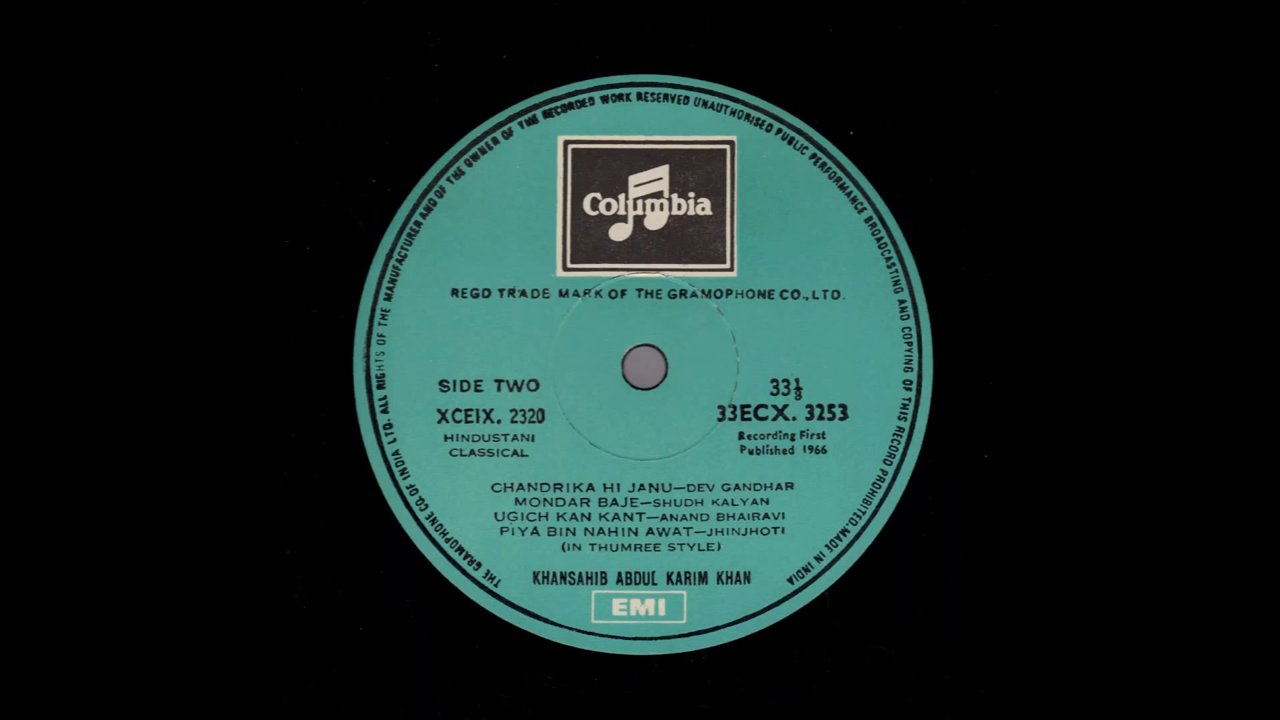 THE GRAMOPHONE CO. OF INDIA LTD. ALL RIGHTS OF THE MANUFACTURER AND OF THE OWNER OF THE RECORDED WORK RESERVED UNAUTHORISED PUBLIC PERFORMANCE BROADCASTING AND COPYING OF THIS RECORD PROHIBITED. MADE IN INDIA
Columbia
REGD TRADE MARK OF THE GRAMOPHONE CO., LTD.
SIDE TWO
XCEIX. 2320
HINDUSTANI
CLASSICAL
33⅓
33ECX. 3253
Recording First
Published 1966
CHANDRIKA HI JANU—DEV GANDHAR
MONDAR BAJE—SHUDH KALYAN
UGICH KAN KANT—ANAND BHAIRAVI
PIYA BIN NAHIN AWAT—JHINJHOTI
(IN THUMREE STYLE)
KHANSAHIB ABDUL KARIM KHAN
EMI